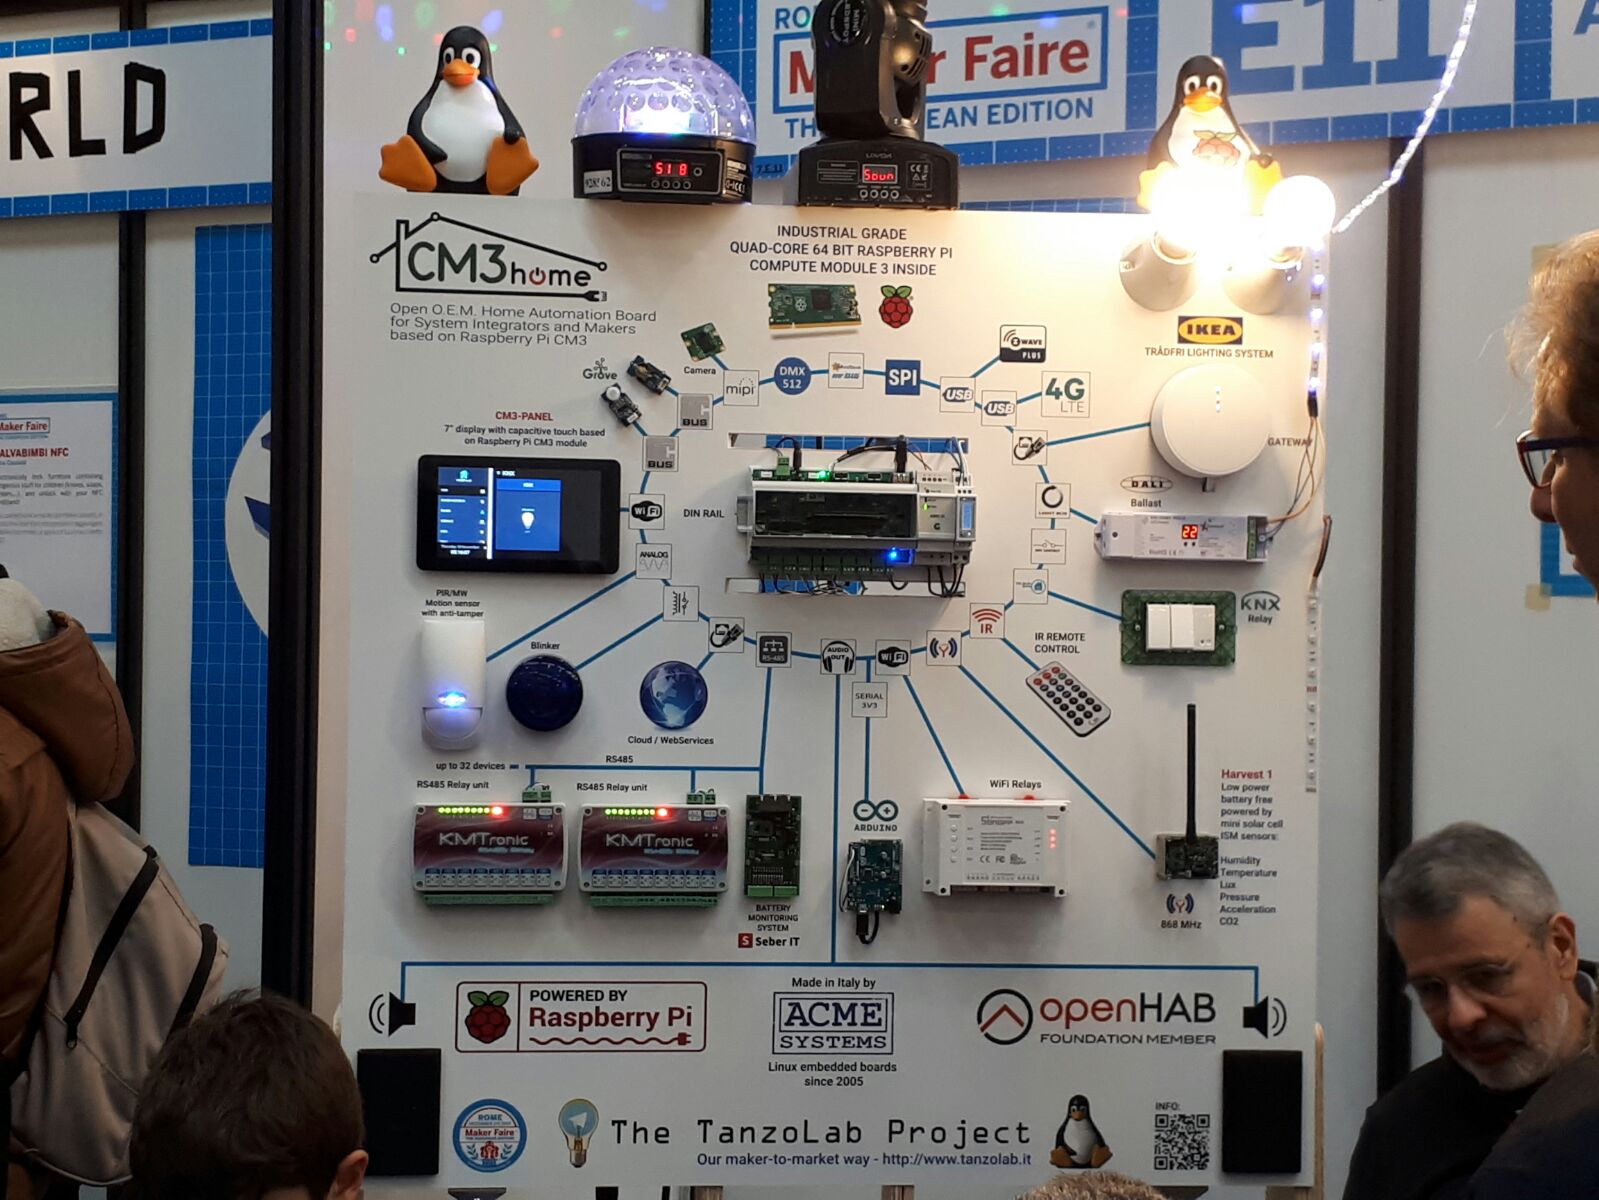 RLD
RO
Maker Faire
EAN EDITION
E11
928562
51 8
Soun
CM3home
Open O.E.M. Home Automation Board
for System Integrators and Makers
based on Raspberry Pi CM3
INDUSTRIAL GRADE
QUAD-CORE 64 BIT RASPBERRY PI
COMPUTE MODULE 3 INSIDE
IKEA
TRÅDFRI LIGHTING SYSTEM
Grove
Camera
mipi
DMX
512
SPI
USB
USB
Z WAVE
PLUS
4G
LTE
BUS
BUS
CM3-PANEL
7" display with capacitive touch based
on Raspberry Pi CM3 module
KNX
WiFi
DIN RAIL
GATEWAY
DALI
Ballast
22
ANALOG
PIR/MW
Motion sensor
with anti-tamper
Blinker
Cloud / WebServices
RS-485
AUDIO
OUT
WiFi
SERIAL
3V3
IR
IR REMOTE
CONTROL
KNX
Relay
up to 32 devices
RS485
RS485 Relay unit
RS485 Relay unit
KMTronic
KMTronic
BATTERY
MONITORING
SYSTEM
S Seber IT
ARDUINO
WiFi Relays
868 MHz
Harvest 1
Low power
battery free
powered by
mini solar cell
ISM sensors:
Humidity
Temperature
Lux
Pressure
Acceleration
CO2
POWERED BY
Raspberry Pi
Made in Italy by
ACME
SYSTEMS
Linux embedded boards
since 2005
openHAB
FOUNDATION MEMBER
ROME
Maker Faire
The TanzoLab Project
Our maker-to-market way - http://www.tanzolab.it
INFO:
Maker Faire
ALVABIMBI NFC